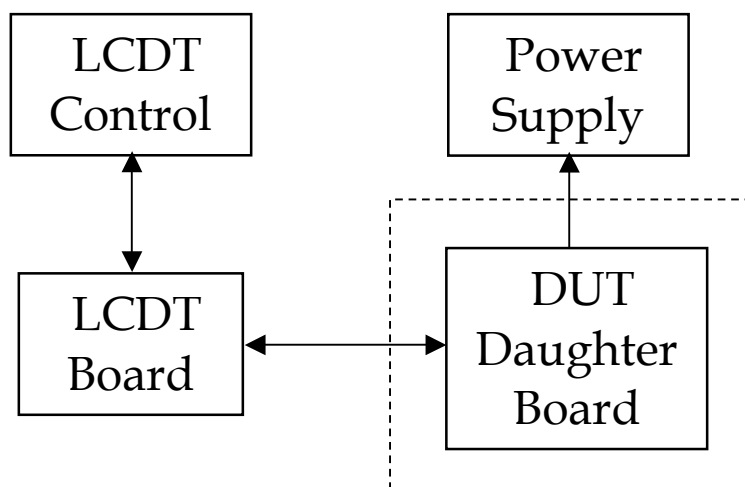 LCDT
Control
Power
Supply
LCDT
Board
DUT
Daughter
Board